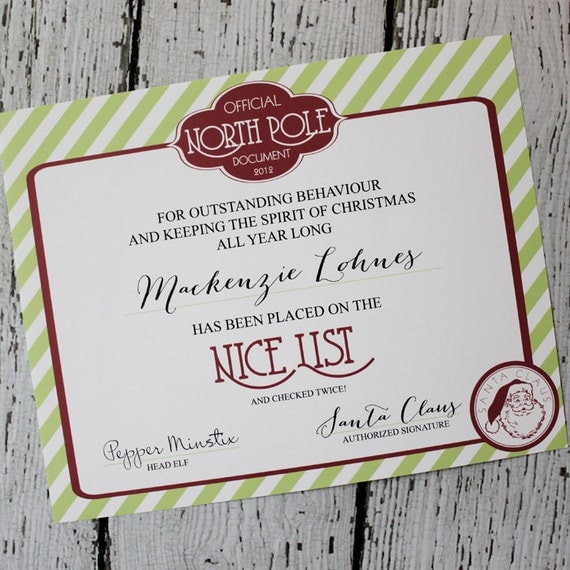 OFFICIAL
NORTH POLE
DOCUMENT
2012
FOR OUTSTANDING BEHAVIOUR
AND KEEPING THE SPIRIT OF CHRISTMAS
ALL YEAR LONG
Mackenzie Lohnes
HAS BEEN PLACED ON THE
NICE LIST
AND CHECKED TWICE!
Pepper Minstix
HEAD ELF
Santa Claus
AUTHORIZED SIGNATURE
SANTA CLAUS